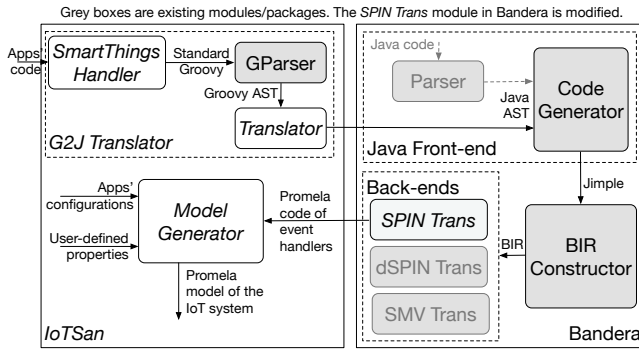 Grey boxes are existing modules/packages. The SPIN Trans module in Bandera is modified.
Apps'
code
SmartThings
Handler
Standard
Groovy
GParser
Groovy AST
Translator
G2J Translator
Java code
Parser
Java
AST
Code
Generator
Java Front-end
Jimple
Apps'
configurations
User-defined
properties
Model
Generator
Promela
code of
event
handlers
Promela
model of the
IoT system
IoTSan
Back-ends
SPIN Trans
dSPIN Trans
SMV Trans
BIR
BIR
Constructor
Bandera